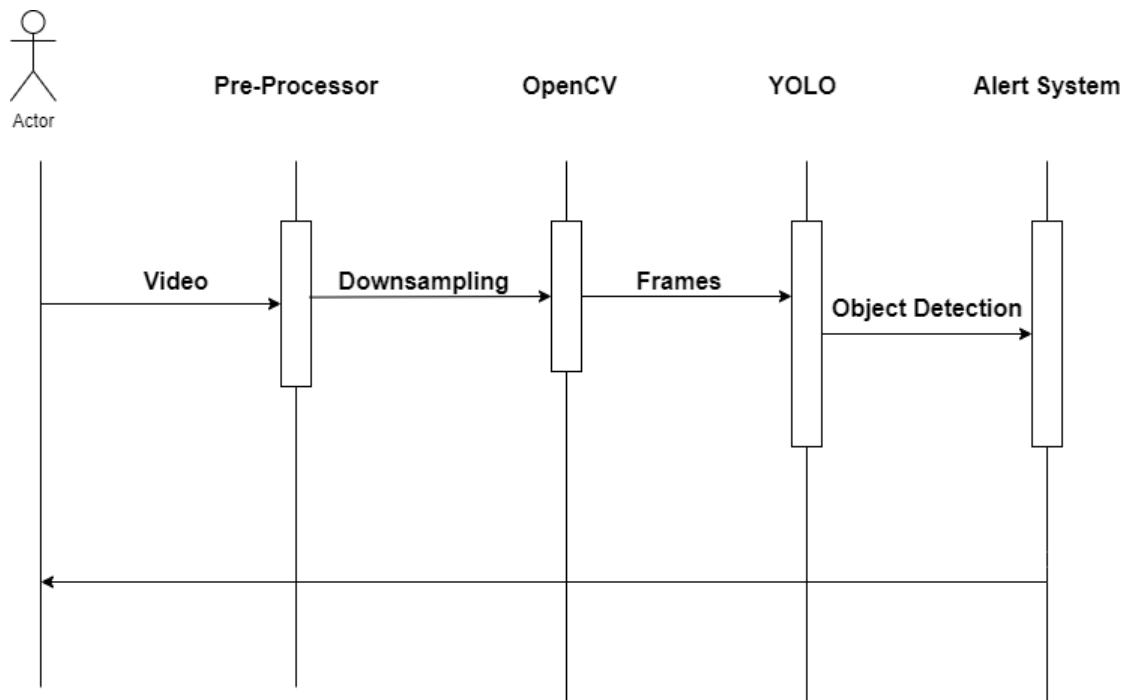 Actor
Pre-Processor
OpenCV
YOLO
Alert System
Video
Downsampling
Frames
Object Detection